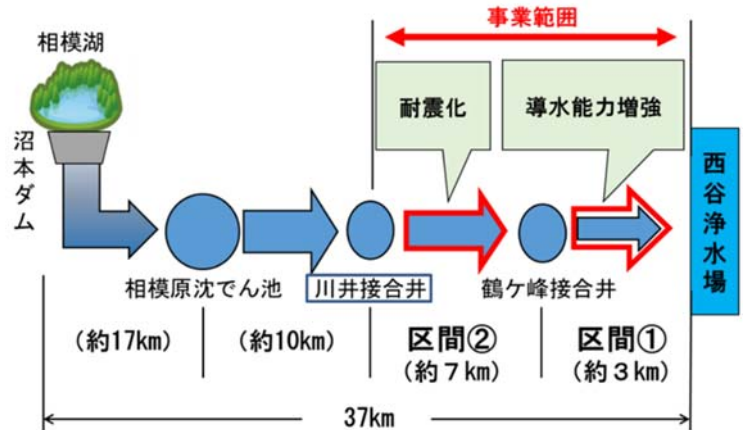 事業範囲
相模湖
耐震化
導水能力増強
沼本ダム
西谷浄水場
相模原沈でん池
川井接合井
鶴ケ峰接合井
(約17km)
(約10km)
区間②
(約7km)
区間①
(約3km)
37km